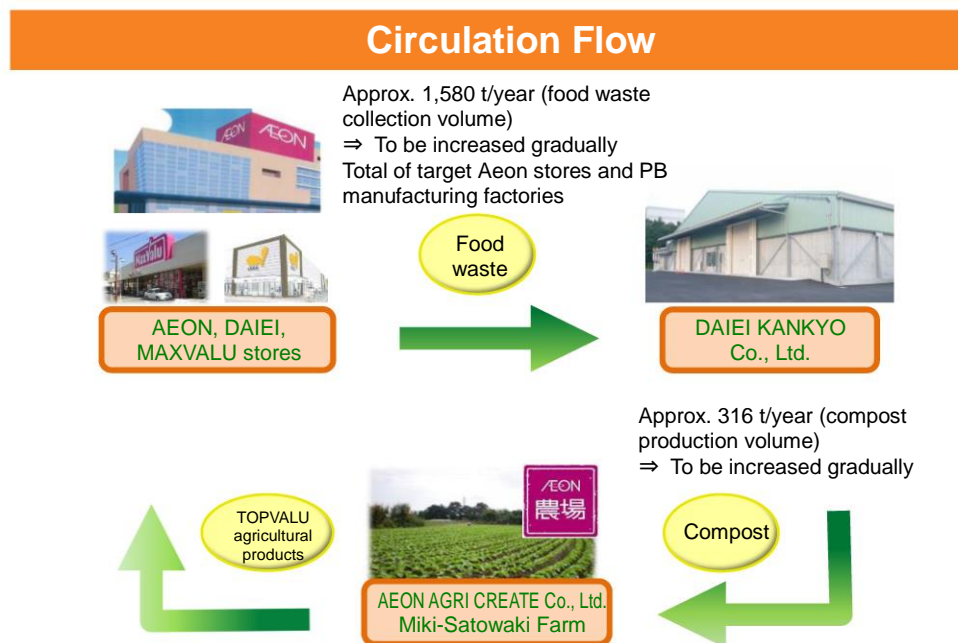 Circulation Flow
Approx. 1,580 t/year (food waste
collection volume)
⇒ To be increased gradually
Total of target Aeon stores and PB
manufacturing factories
ÆON
ÆON
MaxValu
Food
waste
AEON, DAIEI,
MAXVALU stores
DAIEI KANKYO
Co., Ltd.
Approx. 316 t/year (compost
production volume)
⇒ To be increased gradually
ÆON
農場
TOPVALU
agricultural
products
Compost
AEON AGRI CREATE Co., Ltd.
Miki-Satowaki Farm